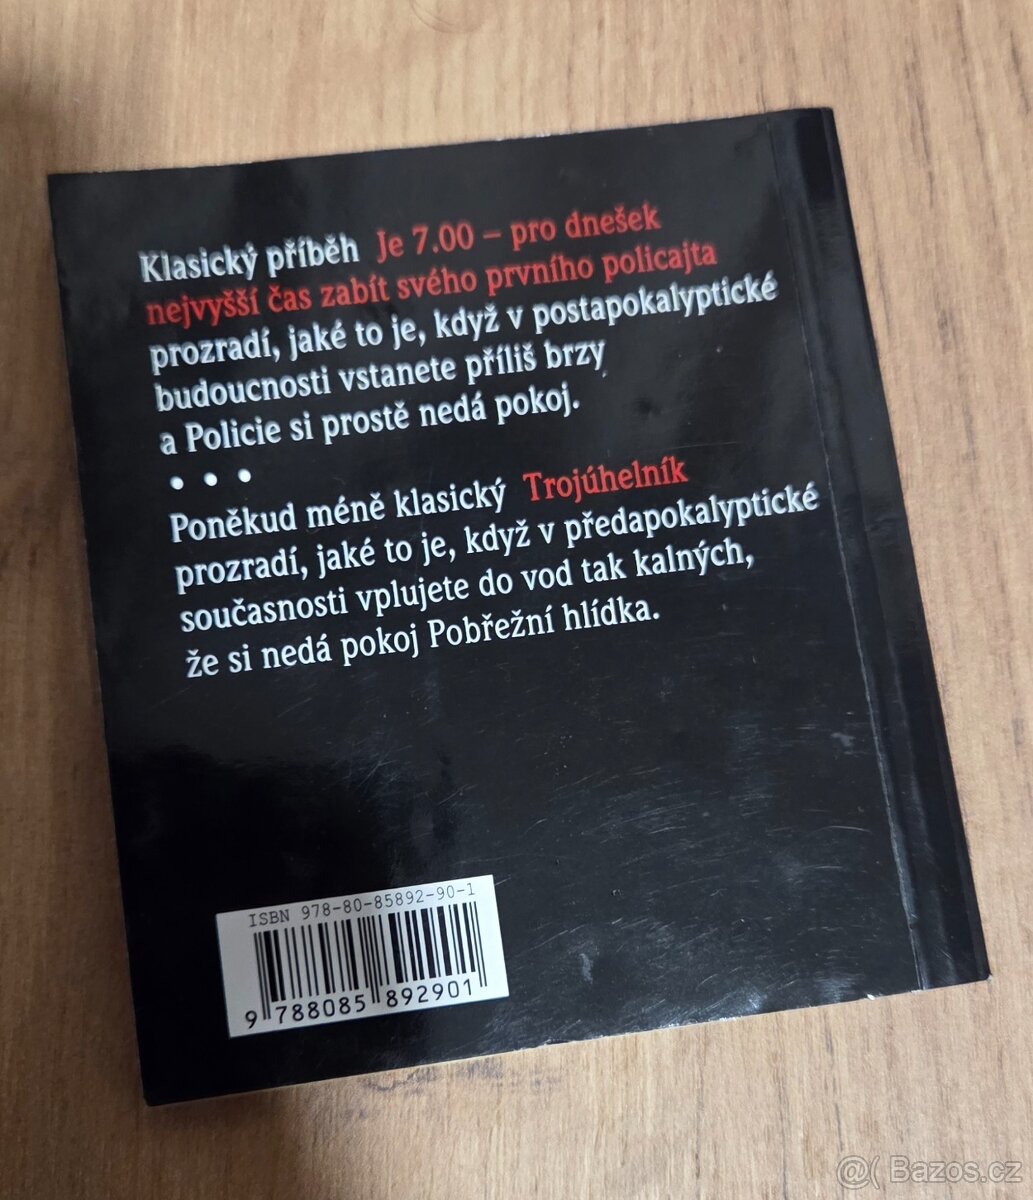 Klasický příběh Je 7.00 – pro dnešek
nejvyšší čas zabít svého prvního policajta
prozradí, jaké to je, když v postapokalyptické
budoucnosti vstanete příliš brzy
a Policie si prostě nedá pokoj.
• • •
Poněkud méně klasický Trojúhelník
prozradí, jaké to je, když v předapokalyptické
současnosti vplujete do vod tak kalných,
že si nedá pokoj Pobřežní hlídka.
ISBN 978-80-85892-90-1
9 788085 892901
@( Bazos.cz